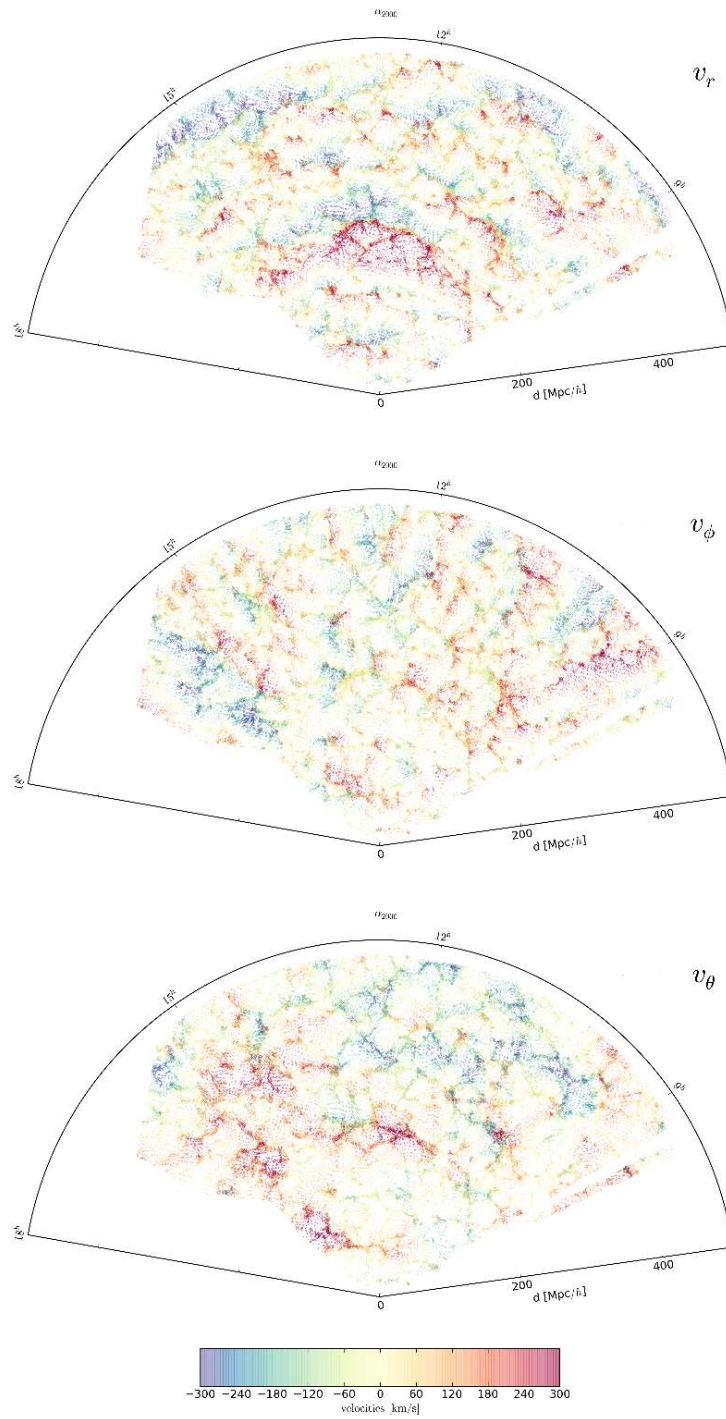 α₂₀₀₀
12ʰ
v_r
15ʰ
9ʰ
18ʰ
400
200
0
d [Mpc/h]
α₂₀₀₀
12ʰ
v_ϕ
15ʰ
9ʰ
18ʰ
400
200
0
d [Mpc/h]
α₂₀₀₀
12ʰ
v_θ
15ʰ
9ʰ
18ʰ
400
200
0
d [Mpc/h]
−300 −240 −180 −120 −60 0 60 120 180 240 300
velocities [km/s]